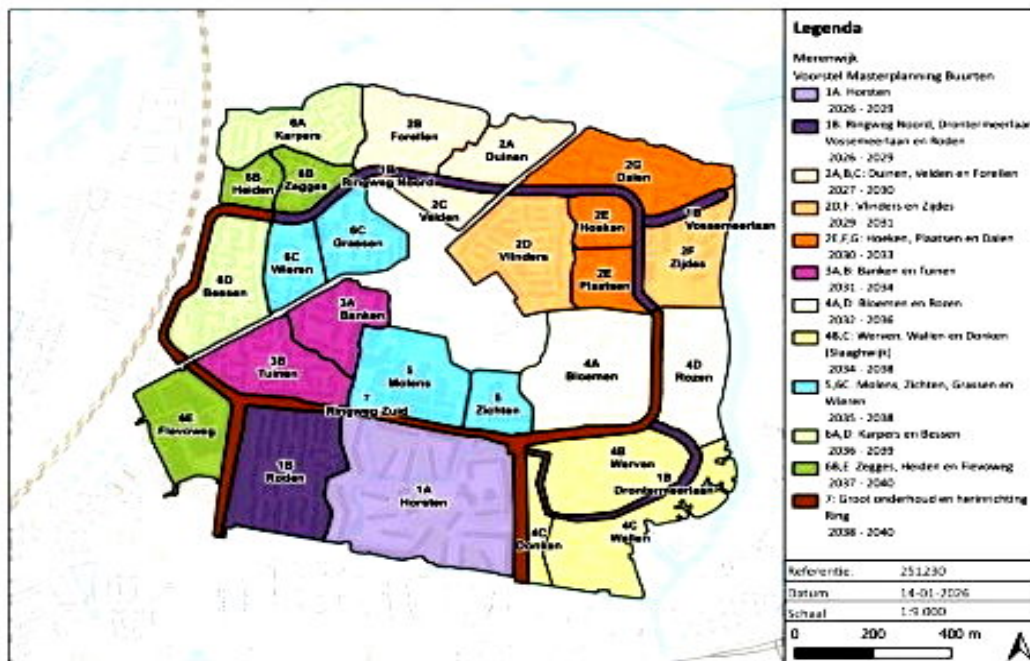 Legenda
Merenwijk
Voorstel Masterplanning Buurten
1A: Horsten
2026 - 2029
1B: Ringweg Noord, Drontermeerlaan
Vossemeerlaan en Roden
2026 - 2029
2A,B,C: Duinen, Velden en Forellen
2027 - 2030
2D,F: Vlinders en Zijdes
2029 - 2031
2E,F,G: Hoeken, Plaatsen en Dalen
2030 - 2033
3A,B: Banken en Tuinen
2031 - 2034
4A,D: Bloemen en Rozen
2032 - 2036
4B,C: Werven, Wallen en Donken
(Slaaghwijk)
2034 - 2038
5,6C: Molens, Zichten, Grassen en
Wieren
2035 - 2038
6A,D: Karpers en Bessen
2036 - 2039
6B,E: Zegges, Heiden en Flevoweg
2037 - 2040
7: Groot onderhoud en herinrichting
Ring
2038 - 2040
Referentie: 251230
Datum 14-01-2026
Schaal 1:9.000
0 200 400 m
6A
Karpers
2B
Forellen
2A
Duinen
6B
Heiden
6B
Zegges
1B
Ringweg Noord
2C
Velden
2G
Dalen
2E
Hoeken
1B
Vossemeerlaan
6C
Grassen
6C
Wieren
2D
Vlinders
2F
Zijdes
2E
Plaatsen
6D
Bessen
3A
Banken
3B
Tuinen
5
Molens
5
Zichten
4A
Bloemen
4D
Rozen
7
Ringweg Zuid
6E
Flevoweg
1B
Roden
1A
Horsten
4B
Werven
1B
Drontermeerlaan
4C
Donken
4C
Wallen